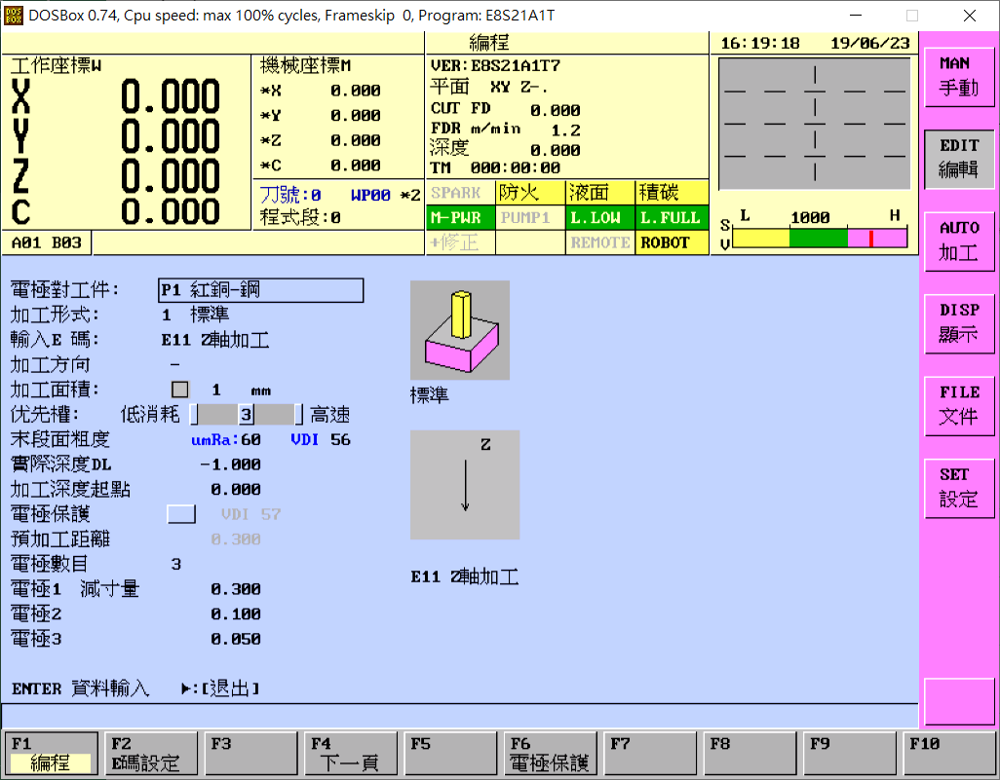 DOSBox 0.74, Cpu speed: max 100% cycles, Frameskip 0, Program: E8S21A1T
編程
16:19:18 19/06/23
工作座標W
X 0.000
Y 0.000
Z 0.000
C 0.000
A01 B03
機械座標M
*X 0.000
*Y 0.000
*Z 0.000
*C 0.000
刀號:0 WP00 *2
程式段:0
VER:E8S21A1T7
平面 XY Z-.
CUT FD 0.000
FDR m/min 1.2
深度 0.000
TM 000:00:00
SPARK 防火 液面 積碳
M-PWR PUMP1 L.LOW L.FULL
+修正 REMOTE ROBOT
L 1000 H
S
V
MAN
手動
EDIT
編輯
AUTO
加工
DISP
顯示
FILE
文件
SET
設定
電極對工件: P1 紅銅-鋼
加工形式: 1 標準
輸入E 碼: E11 Z軸加工
加工方向 -
加工面積: 1 mm
优先權: 低消耗 3 高速
末段面粗度 umRa:60 VDI 56
實際深度DL -1.000
加工深度起點 0.000
電極保護 VDI 57
預加工距離 0.300
電極數目 3
電極1 減寸量 0.300
電極2 0.100
電極3 0.050
標準
Z
E11 Z軸加工
ENTER 資料輸入 ▶:[退出]
F1 編程
F2 E碼設定
F3
F4 下一頁
F5
F6 電極保護
F7
F8
F9
F10